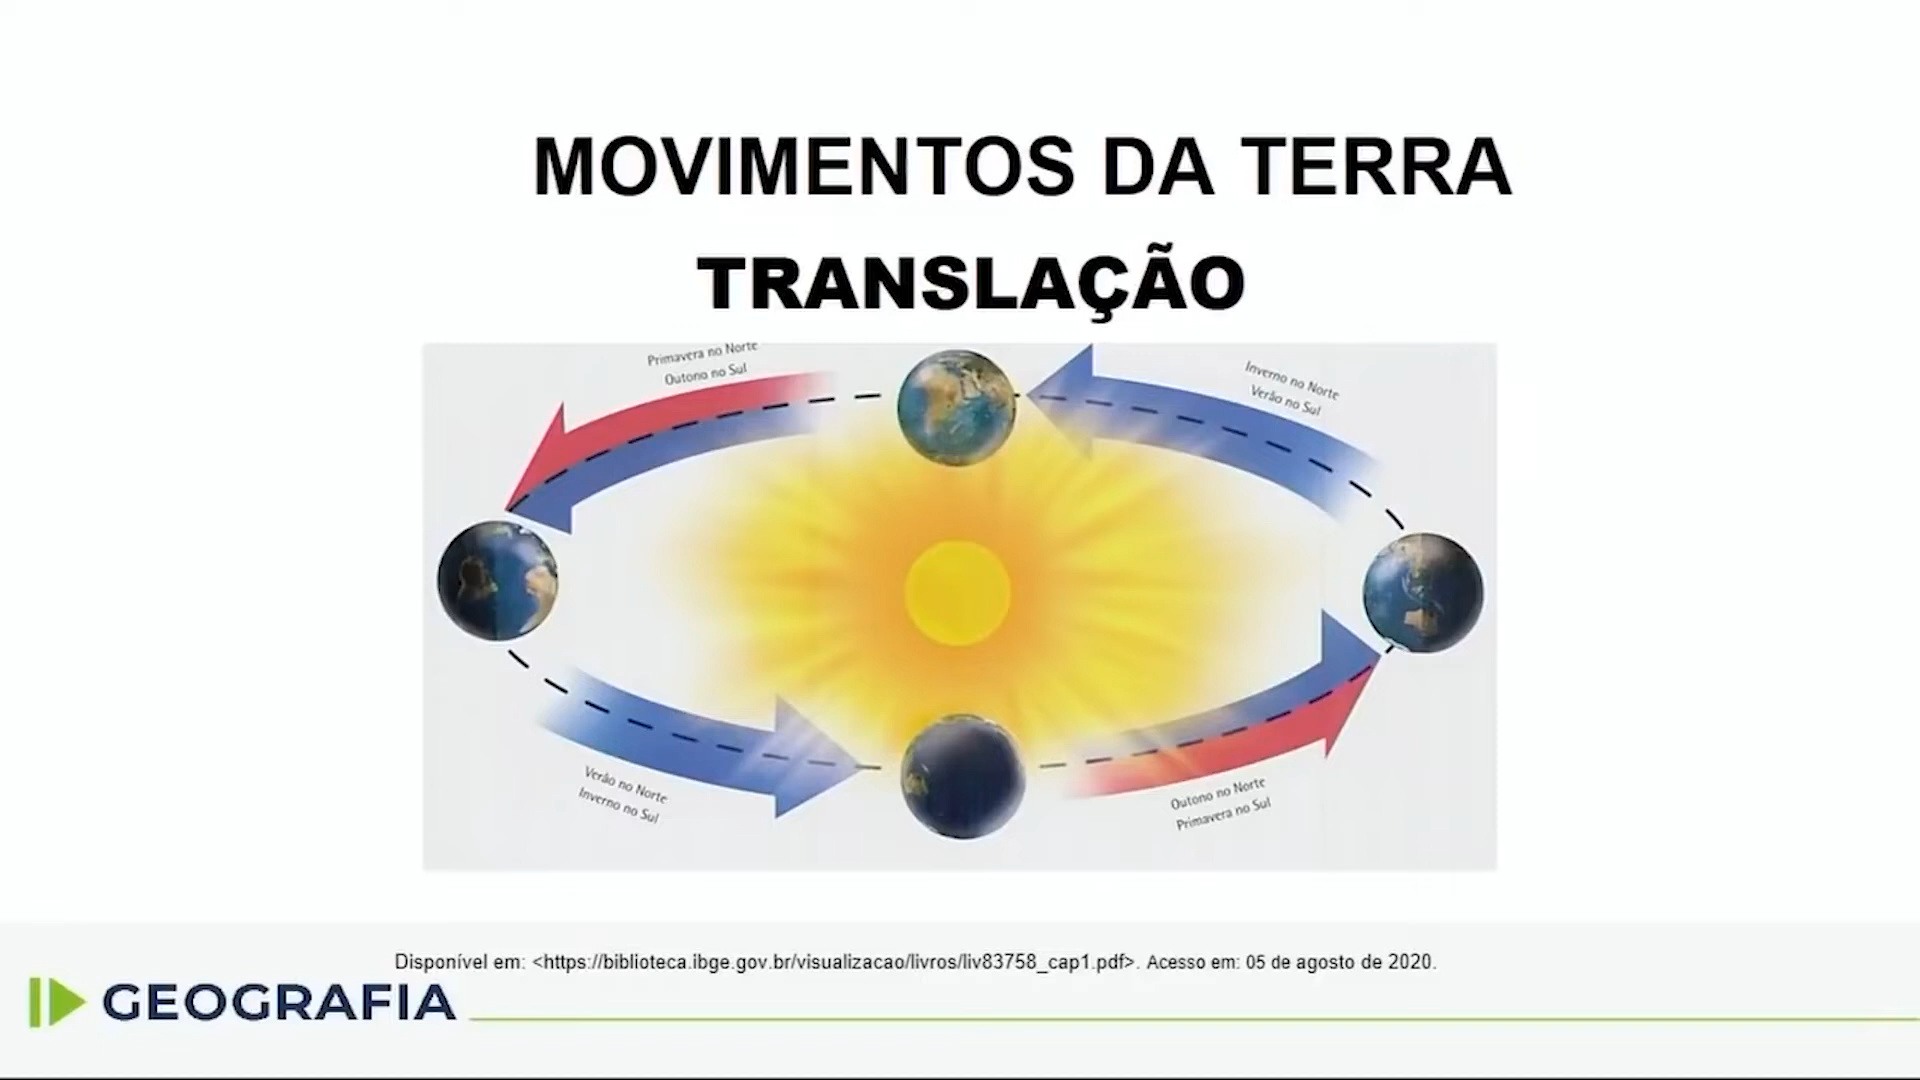 MOVIMENTOS DA TERRA
TRANSLAÇÃO
Primavera no Norte
Outono no Sul
Inverno no Norte
Verão no Sul
Verão no Norte
Inverno no Sul
Outono no Norte
Primavera no Sul
Disponível em: <https://biblioteca.ibge.gov.br/visualizacao/livros/liv83758_cap1.pdf>. Acesso em: 05 de agosto de 2020.
GEOGRAFIA